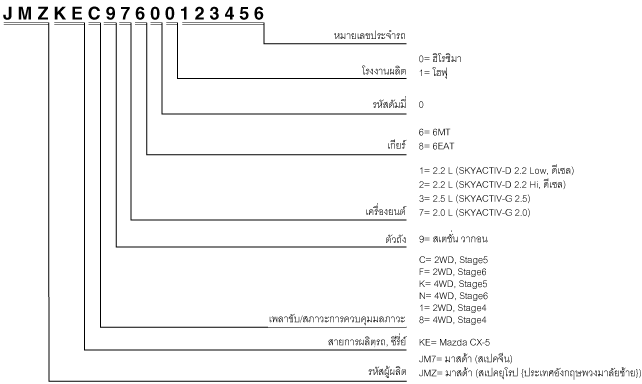 JMZKEC97600123456
หมายเลขประจำรถ
0= ฮิโรชิมา
โรงงานผลิต 1= โฮฟุ
รหัสดัมมี่ 0
6= 6MT
เกียร์ 8= 6EAT
1= 2.2 L (SKYACTIV-D 2.2 Low, ดีเซล)
2= 2.2 L (SKYACTIV-D 2.2 Hi, ดีเซล)
3= 2.5 L (SKYACTIV-G 2.5)
เครื่องยนต์ 7= 2.0 L (SKYACTIV-G 2.0)
ตัวถัง 9= สเตชั่น วากอน
C= 2WD, Stage5
F= 2WD, Stage6
K= 4WD, Stage5
N= 4WD, Stage6
1= 2WD, Stage4
เพลาขับ/สภาวะการควบคุมมลภาวะ 8= 4WD, Stage4
สายการผลิตรถ, ซีรี่ย์ KE= Mazda CX-5
JM7= มาสด้า (สเปคจีน)
รหัสผู้ผลิต JMZ= มาสด้า (สเปคยุโรป {ประเทศอังกฤษพวงมาลัยซ้าย})